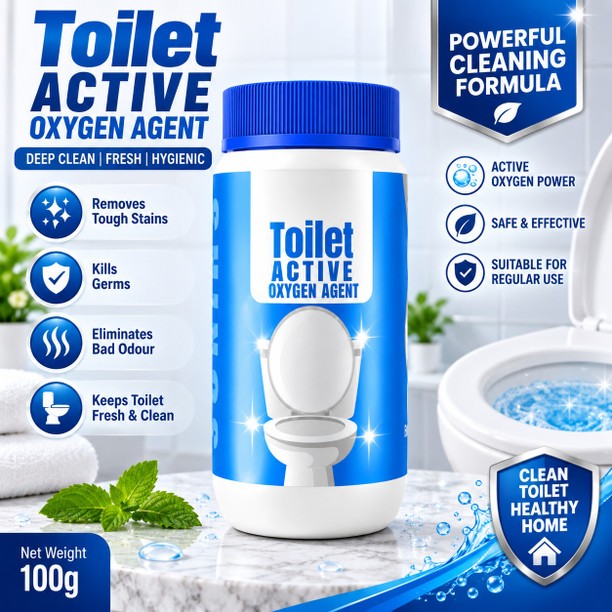 Toilet
ACTIVE
OXYGEN AGENT
DEEP CLEAN | FRESH | HYGIENIC
Removes
Tough Stains
Kills
Germs
Eliminates
Bad Odour
Keeps Toilet
Fresh & Clean
Net Weight
100g
Toilet
ACTIVE
OXYGEN AGENT
POWERFUL
CLEANING
FORMULA
ACTIVE
OXYGEN POWER
SAFE & EFFECTIVE
SUITABLE FOR
REGULAR USE
CLEAN
TOILET
HEALTHY
HOME